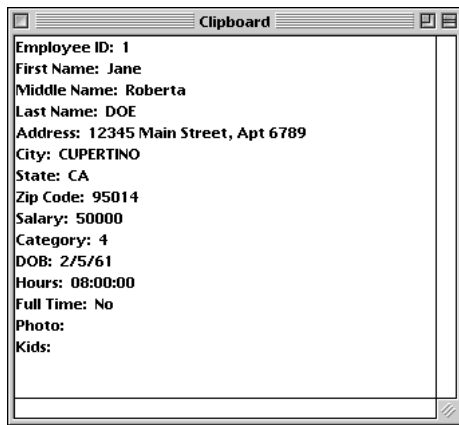 Clipboard
Employee ID: 1
First Name: Jane
Middle Name: Roberta
Last Name: DOE
Address: 12345 Main Street, Apt 6789
City: CUPERTINO
State: CA
Zip Code: 95014
Salary: 50000
Category: 4
DOB: 2/5/61
Hours: 08:00:00
Full Time: No
Photo:
Kids: